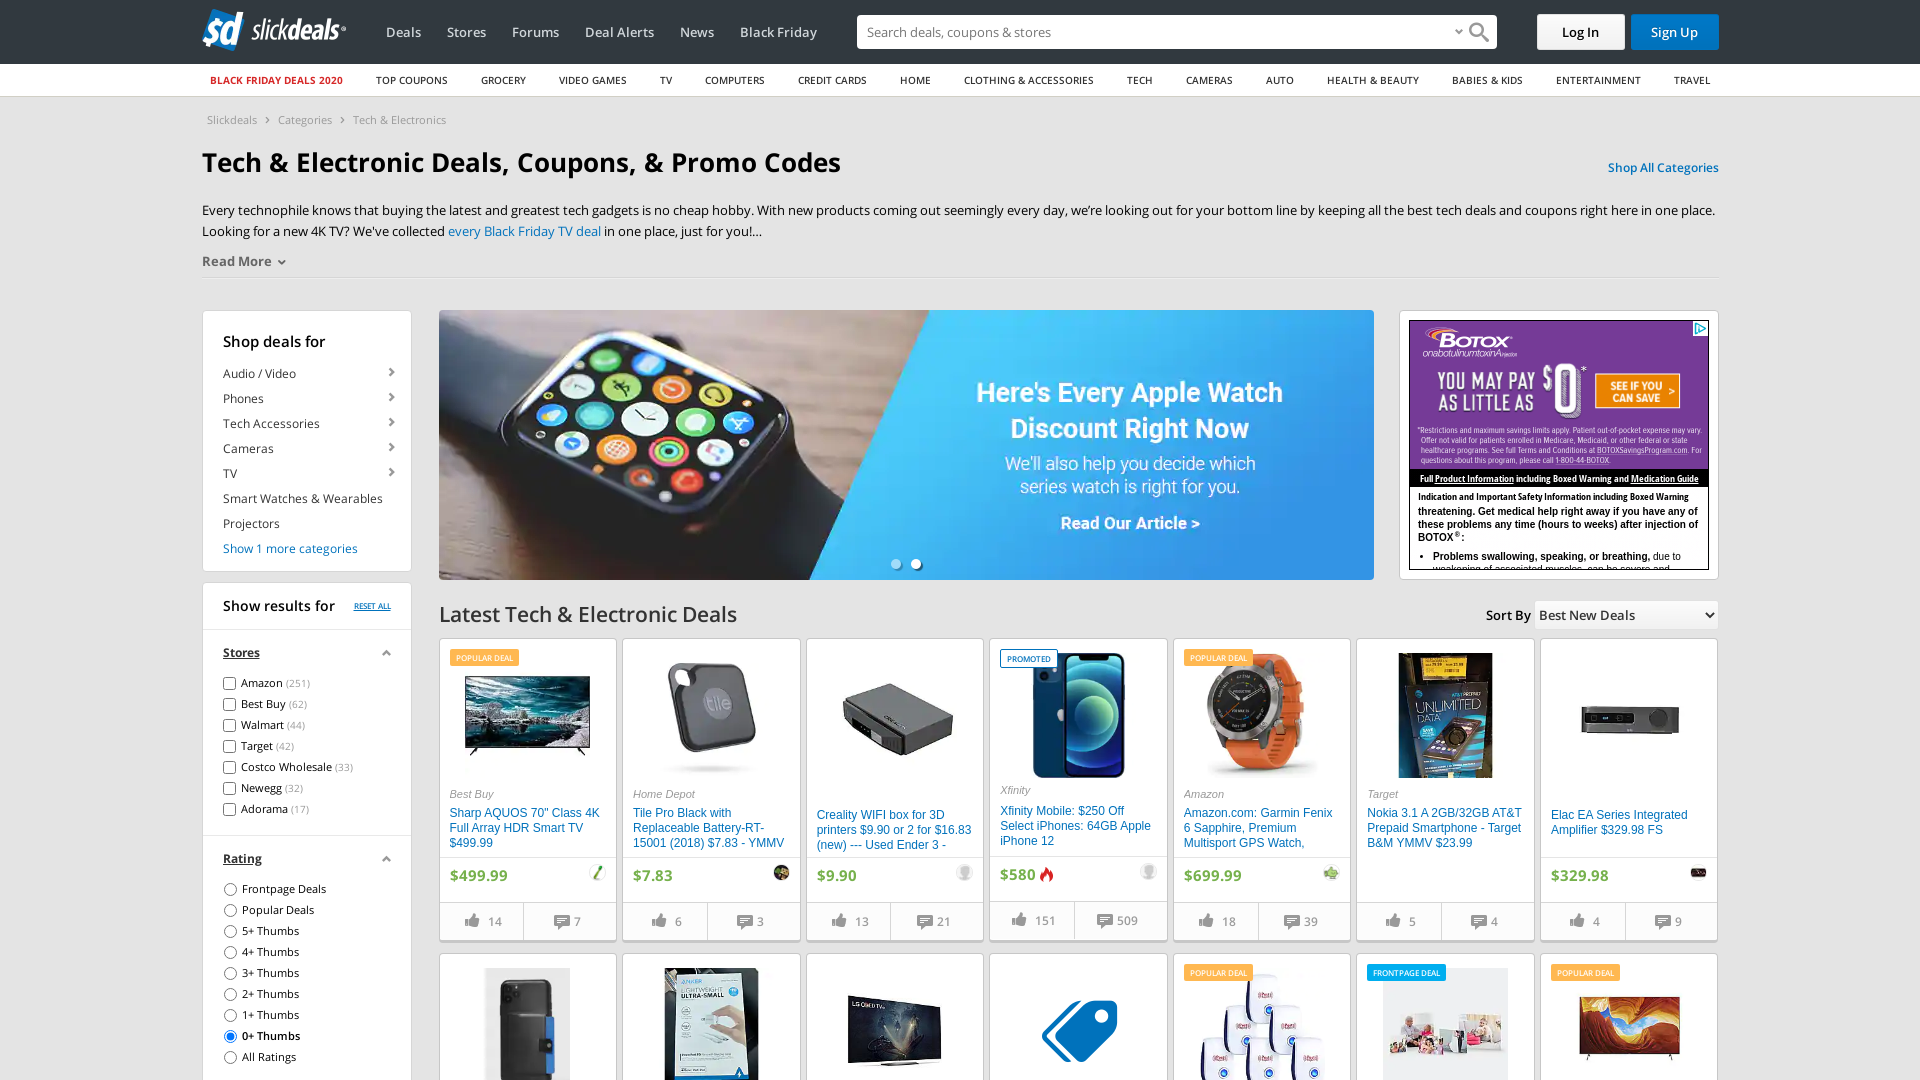 sd slickdeals
Deals
Stores
Forums
Deal Alerts
News
Black Friday
Search deals, coupons & stores
Log In
Sign Up
BLACK FRIDAY DEALS 2020
TOP COUPONS
GROCERY
VIDEO GAMES
TV
COMPUTERS
CREDIT CARDS
HOME
CLOTHING & ACCESSORIES
TECH
CAMERAS
AUTO
HEALTH & BEAUTY
BABIES & KIDS
ENTERTAINMENT
TRAVEL
Slickdeals > Categories > Tech & Electronics
Tech & Electronic Deals, Coupons, & Promo Codes
Shop All Categories
Every technophile knows that buying the latest and greatest tech gadgets is no cheap hobby. With new products coming out seemingly every day, we're looking out for your bottom line by keeping all the best tech deals and coupons right here in one place.
Looking for a new 4K TV? We've collected every Black Friday TV deal in one place, just for you!...
Read More
Shop deals for
Audio / Video
Phones
Tech Accessories
Cameras
TV
Smart Watches & Wearables
Projectors
Show 1 more categories
Show results for
RESET ALL
Stores
Amazon (251)
Best Buy (62)
Walmart (44)
Target (42)
Costco Wholesale (33)
Newegg (32)
Adorama (17)
Rating
Frontpage Deals
Popular Deals
5+ Thumbs
4+ Thumbs
3+ Thumbs
2+ Thumbs
1+ Thumbs
0+ Thumbs
All Ratings
Here's Every Apple Watch
Discount Right Now
We'll also help you decide which
series watch is right for you.
Read Our Article >
BOTOX
onabotulinumtoxinA
YOU MAY PAY
AS LITTLE AS
$0*
SEE IF YOU
CAN SAVE >
*Restrictions and maximum savings limits apply. Patient out-of-pocket expense may vary.
Offer not valid for patients enrolled in Medicare, Medicaid, or other federal or state
healthcare programs. See full Terms and Conditions at BOTOXSavingsProgram.com. For
questions about this program, please call 1-800-44-BOTOX.
Full Product Information including Boxed Warning and Medication Guide
Indication and Important Safety Information including Boxed Warning
threatening. Get medical help right away if you have any of
these problems any time (hours to weeks) after injection of
BOTOX®:
• Problems swallowing, speaking, or breathing, due to
weakening of associated muscles, can be severe and
Latest Tech & Electronic Deals
Sort By
Best New Deals
POPULAR DEAL
Best Buy
Sharp AQUOS 70" Class 4K
Full Array HDR Smart TV
$499.99
$499.99
14
7
tile
Home Depot
Tile Pro Black with
Replaceable Battery-RT-
15001 (2018) $7.83 - YMMV
$7.83
6
3
Creality WIFI box for 3D
printers $9.90 or 2 for $16.83
(new) --- Used Ender 3 -
$9.90
13
21
PROMOTED
Xfinity
Xfinity Mobile: $250 Off
Select iPhones: 64GB Apple
iPhone 12
$580
151
509
POPULAR DEAL
Amazon
Amazon.com: Garmin Fenix
6 Sapphire, Premium
Multisport GPS Watch,
$699.99
18
39
AT&T PREPAID
UNLIMITED
DATA
Target
Nokia 3.1 A 2GB/32GB AT&T
Prepaid Smartphone - Target
B&M YMMV $23.99
5
4
Elac EA Series Integrated
Amplifier $329.98 FS
$329.98
4
9
ANKER
LIGHTWEIGHT
ULTRA-SMALL
LG OLED TV
POPULAR DEAL
FRONTPAGE DEAL
POPULAR DEAL